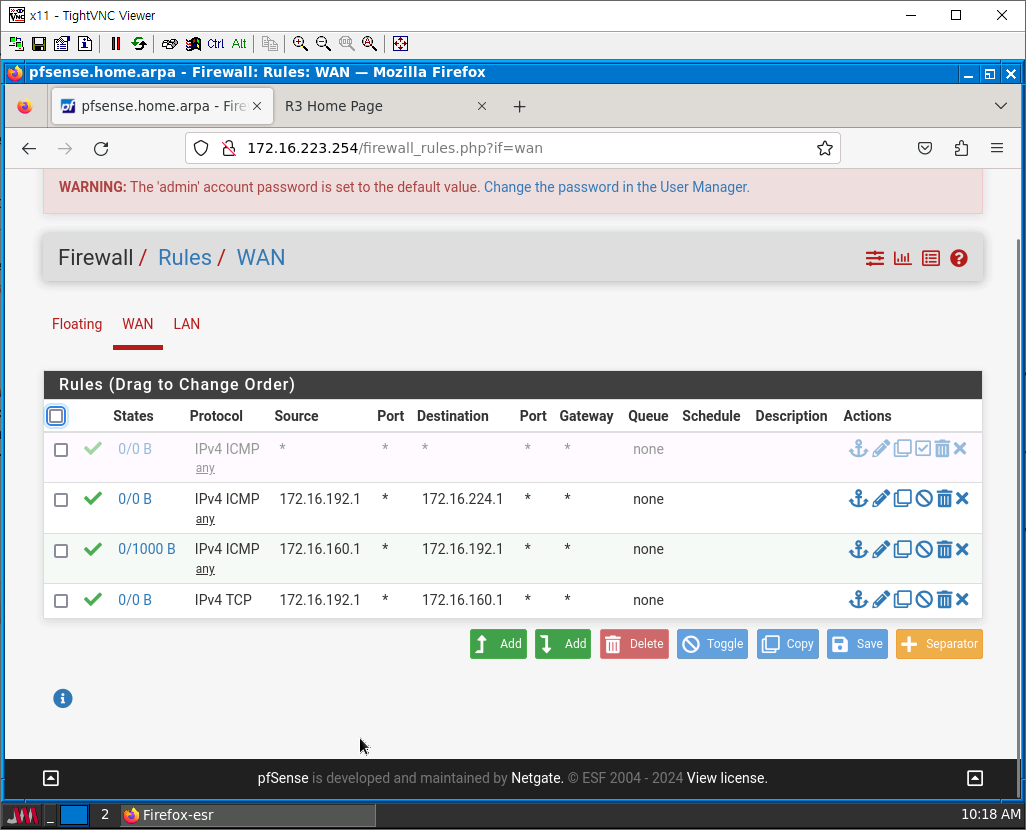 x11 - TightVNC Viewer
Ctrl Alt
pfsense.home.arpa - Firewall: Rules: WAN — Mozilla Firefox
pfsense.home.arpa - Fire
R3 Home Page
172.16.223.254/firewall_rules.php?if=wan
WARNING: The 'admin' account password is set to the default value. Change the password in the User Manager.
Firewall / Rules / WAN
Floating WAN LAN
Rules (Drag to Change Order)
States Protocol Source Port Destination Port Gateway Queue Schedule Description Actions
0/0 B IPv4 ICMP * * * * * none
any
0/0 B IPv4 ICMP 172.16.192.1 * 172.16.224.1 * * none
any
0/1000 B IPv4 ICMP 172.16.160.1 * 172.16.192.1 * * none
any
0/0 B IPv4 TCP 172.16.192.1 * 172.16.160.1 * * none
Add Add Delete Toggle Copy Save Separator
pfSense is developed and maintained by Netgate. © ESF 2004 - 2024 View license.
_ 2 Firefox-esr 10:18 AM